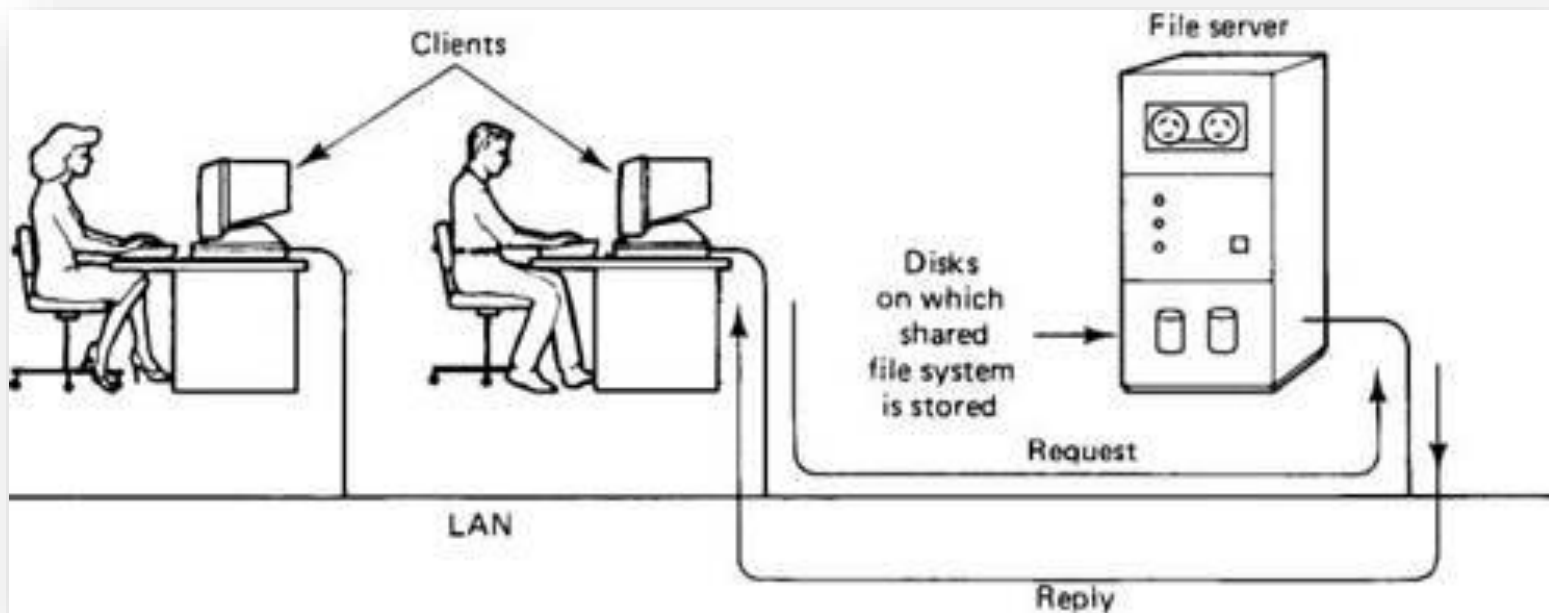 Clients
File server
Disks
on which
shared
file system
is stored
Request
LAN
Reply